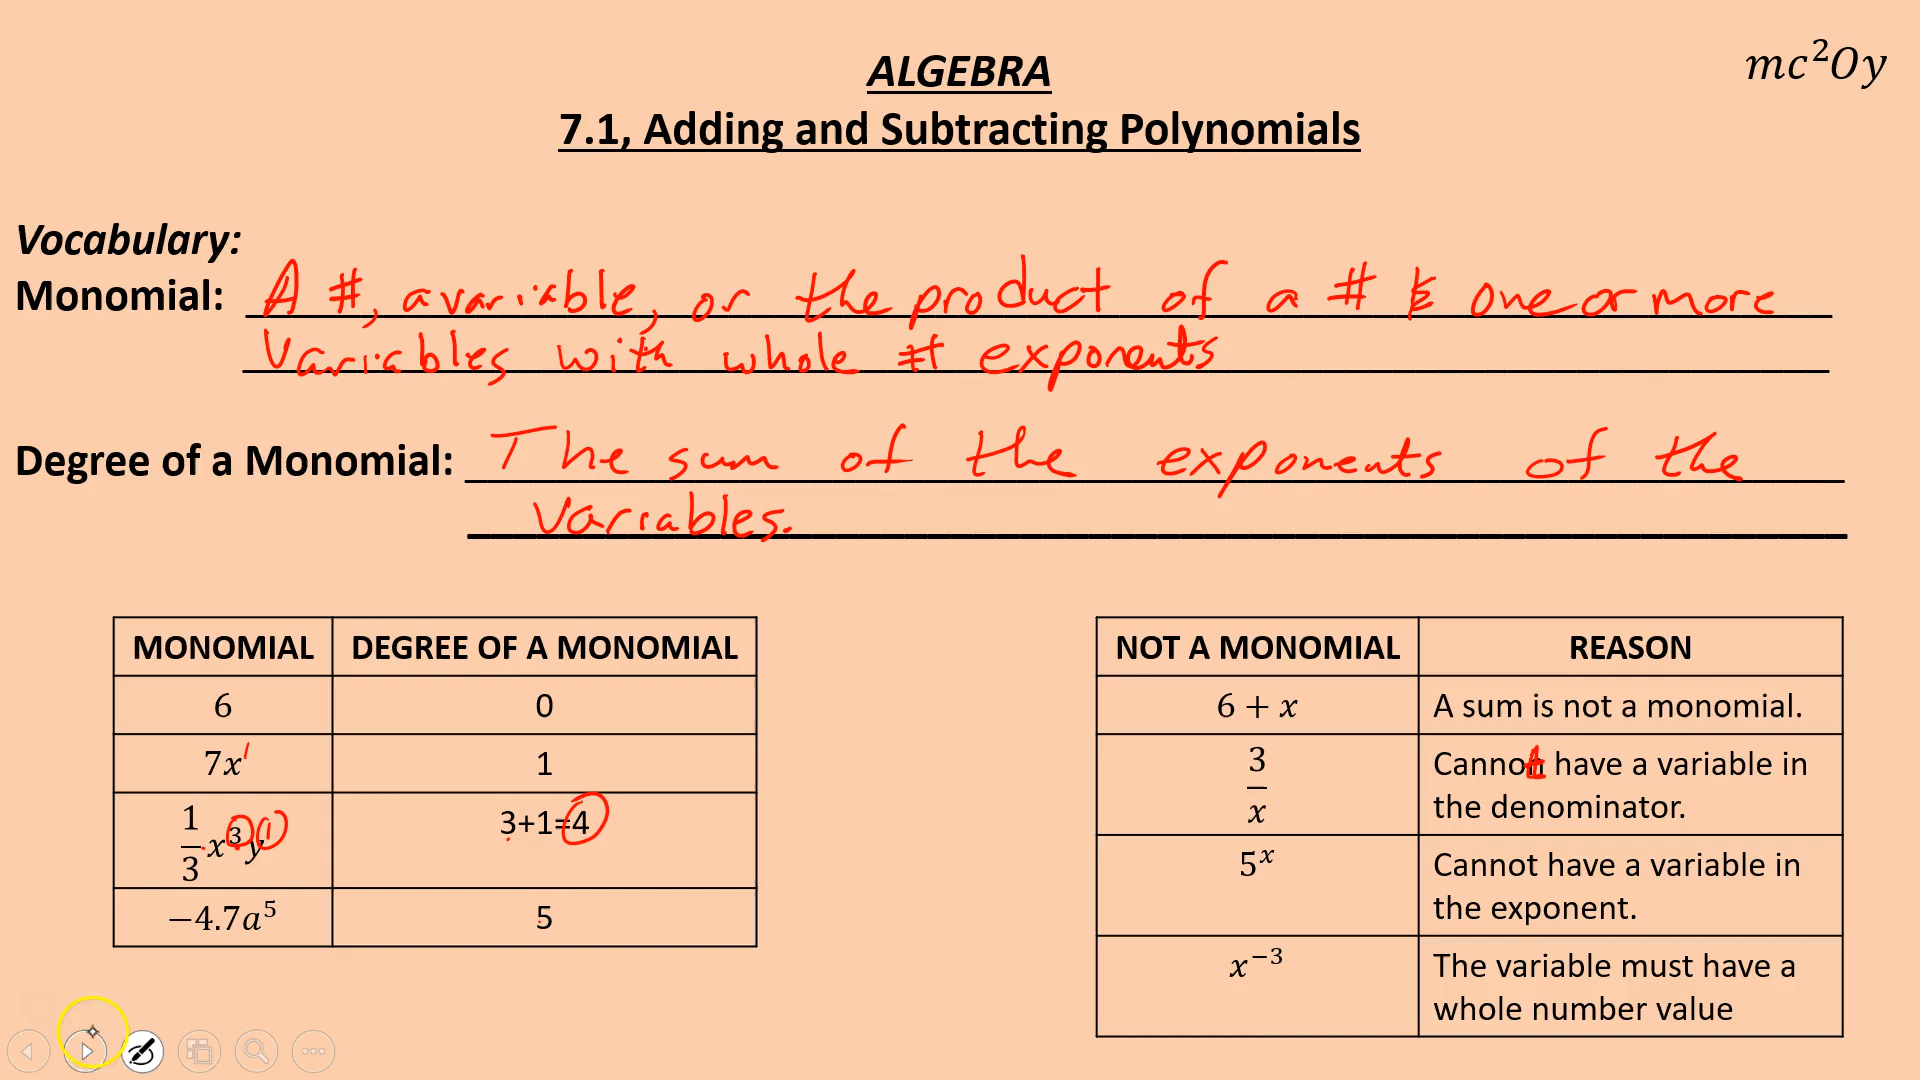 mc²Oy
ALGEBRA
7.1, Adding and Subtracting Polynomials
Vocabulary:
Monomial: A #, a variable, or the product of a # & one or more
variables with whole # exponents
Degree of a Monomial: The sum of the exponents of the
variables.
MONOMIAL DEGREE OF A MONOMIAL
6 0
7x¹ 1
1/3 x³y¹ 3+1=4
−4.7a⁵ 5
NOT A MONOMIAL REASON
6 + x A sum is not a monomial.
3/x Cannot have a variable in
the denominator.
5ˣ Cannot have a variable in
the exponent.
x⁻³ The variable must have a
whole number value